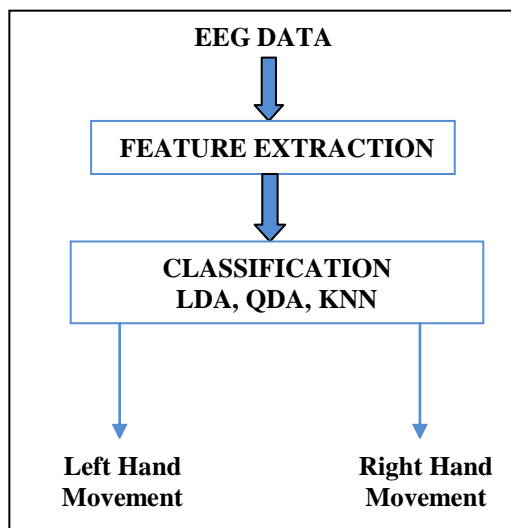 EEG DATA
FEATURE EXTRACTION
CLASSIFICATION
LDA, QDA, KNN
Left Hand
Movement
Right Hand
Movement